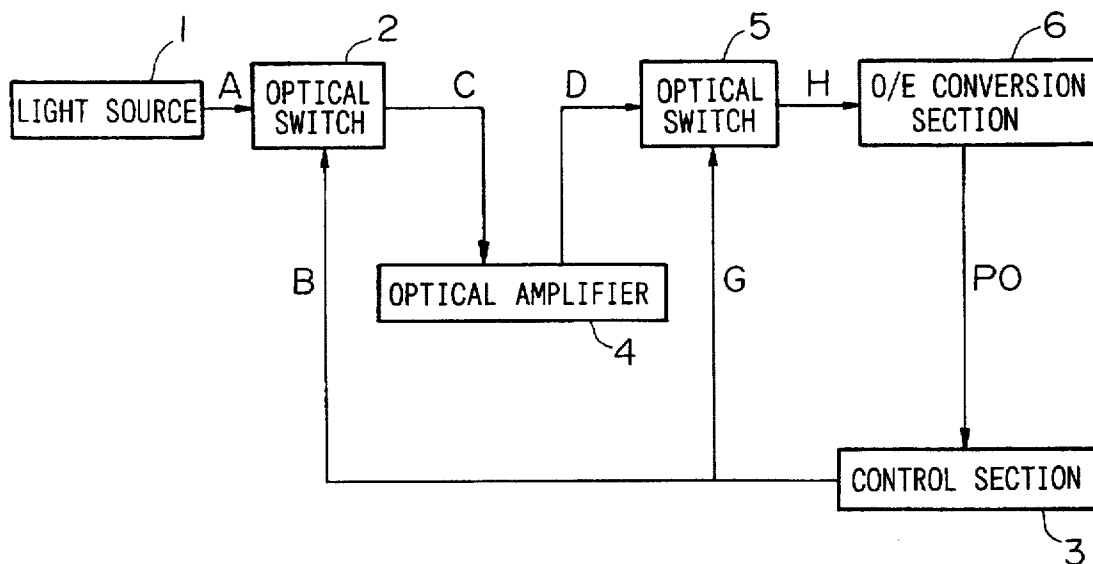 1
2
5
6
LIGHT SOURCE
A
OPTICAL
SWITCH
C
D
OPTICAL
SWITCH
H
O/E CONVERSION
SECTION
B
OPTICAL AMPLIFIER
4
G
PO
CONTROL SECTION
3